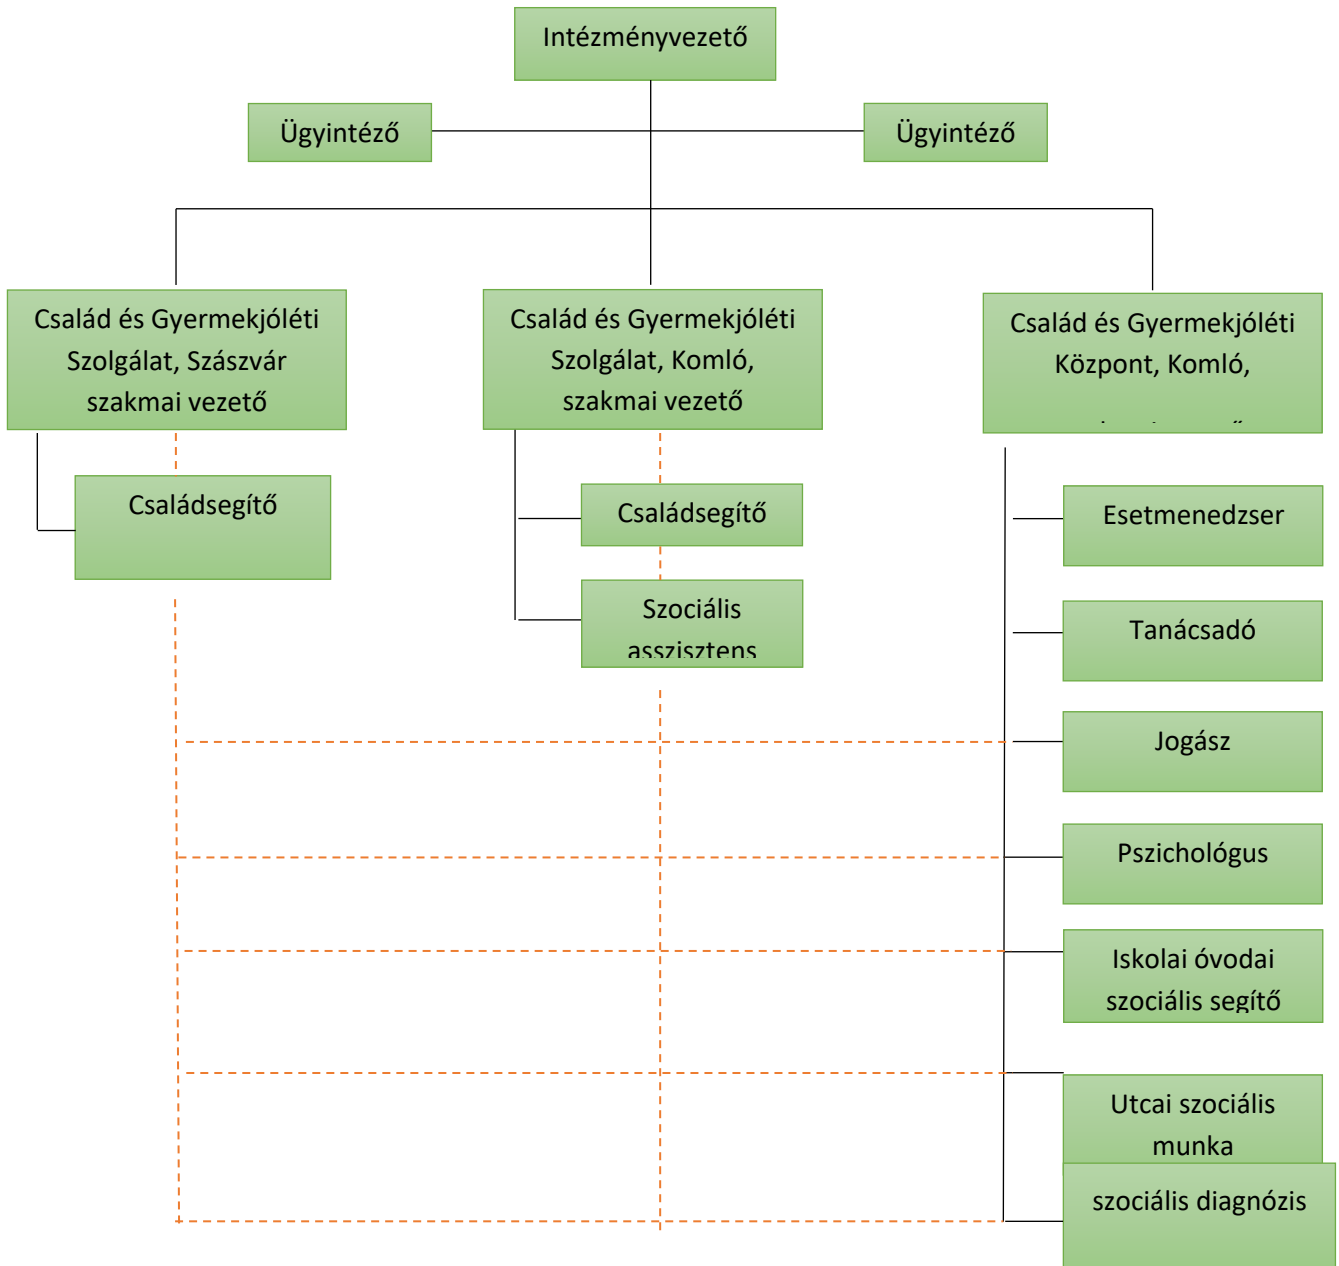 Intézményvezető
Ügyintéző
Ügyintéző
Család és Gyermekjóléti
Szolgálat, Szászvár
szakmai vezető
Család és Gyermekjóléti
Szolgálat, Komló,
szakmai vezető
Család és Gyermekjóléti
Központ, Komló,
Családsegítő
Családsegítő
Szociális
asszisztens
Esetmenedzser
Tanácsadó
Jogász
Pszichológus
Iskolai óvodai
szociális segítő
Utcai szociális
munka
szociális diagnózis